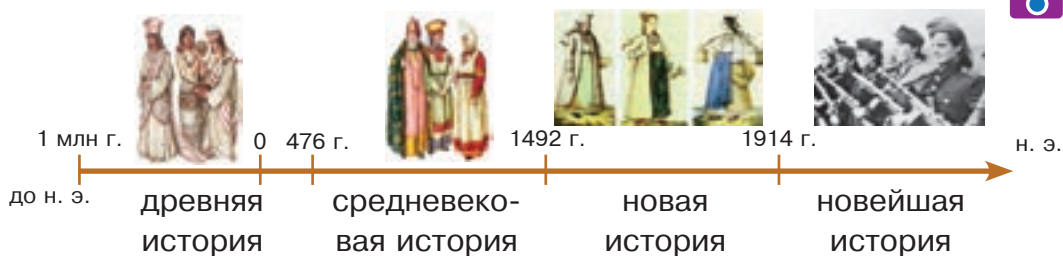 1 млн г. 0 476 г. 1492 г. 1914 г. н. э.
до н. э.
древняя
история
средневеко-
вая история
новая
история
новейшая
история